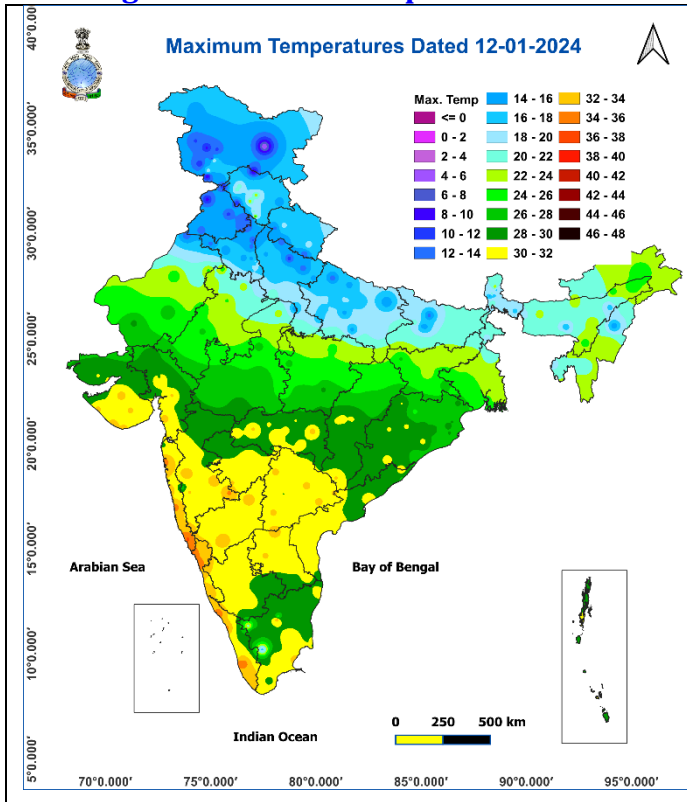 Maximum Temperatures Dated 12-01-2024
Max. Temp
<= 0
0 - 2
2 - 4
4 - 6
6 - 8
8 - 10
10 - 12
12 - 14
14 - 16
16 - 18
18 - 20
20 - 22
22 - 24
24 - 26
26 - 28
28 - 30
30 - 32
32 - 34
34 - 36
36 - 38
38 - 40
40 - 42
42 - 44
44 - 46
46 - 48
40°0.000'
35°0.000'
30°0.000'
25°0.000'
20°0.000'
15°0.000'
10°0.000'
5°0.000'
Arabian Sea
Bay of Bengal
Indian Ocean
0 250 500 km
70°0.000' 75°0.000' 80°0.000' 85°0.000' 90°0.000' 95°0.000'